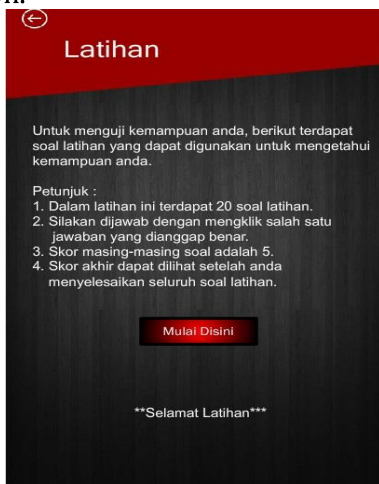 Latihan
Untuk menguji kemampuan anda, berikut terdapat
soal latihan yang dapat digunakan untuk mengetahui
kemampuan anda.
Petunjuk :
1. Dalam latihan ini terdapat 20 soal latihan.
2. Silakan dijawab dengan mengklik salah satu
jawaban yang dianggap benar.
3. Skor masing-masing soal adalah 5.
4. Skor akhir dapat dilihat setelah anda
menyelesaikan seluruh soal latihan.
Mulai Disini
**Selamat Latihan***